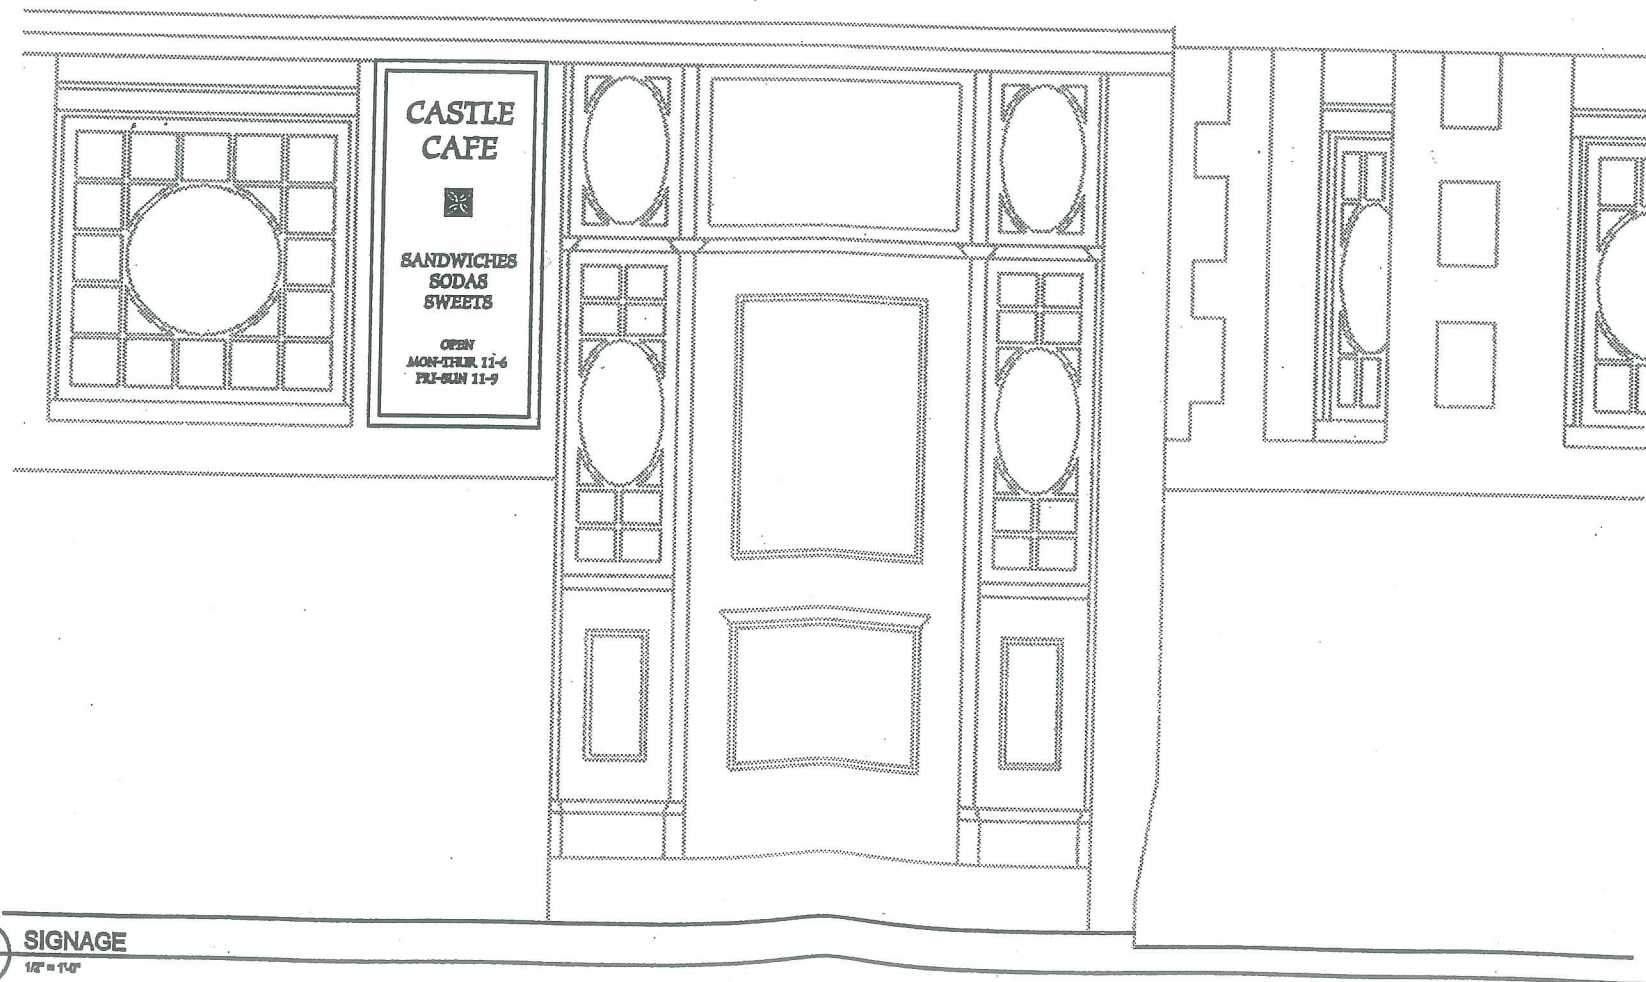 CASTLE
CAFE
SANDWICHES
SODAS
SWEETS
OPEN
MON-THUR 11-6
FRI-SUN 11-9
SIGNAGE
1/2" = 1'-0"